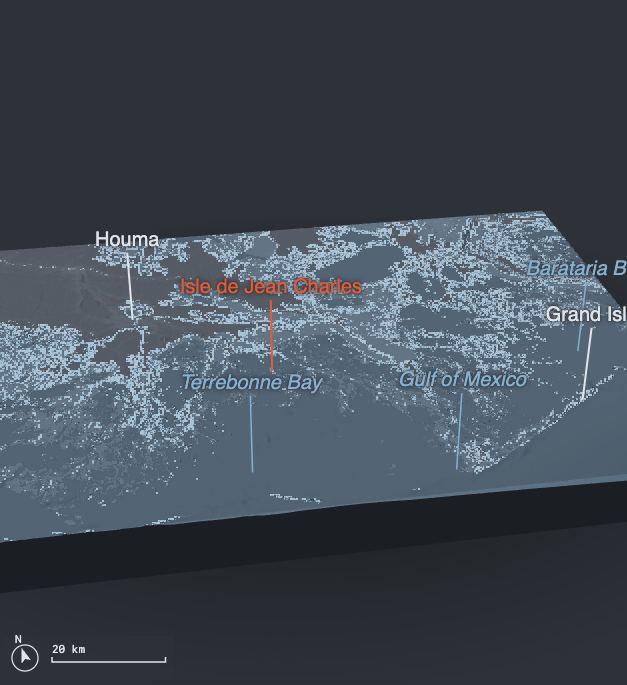 Houma
Barataria B
Isle de Jean Charles
Grand Isl
Terrebonne Bay
Gulf of Mexico
N
20 km